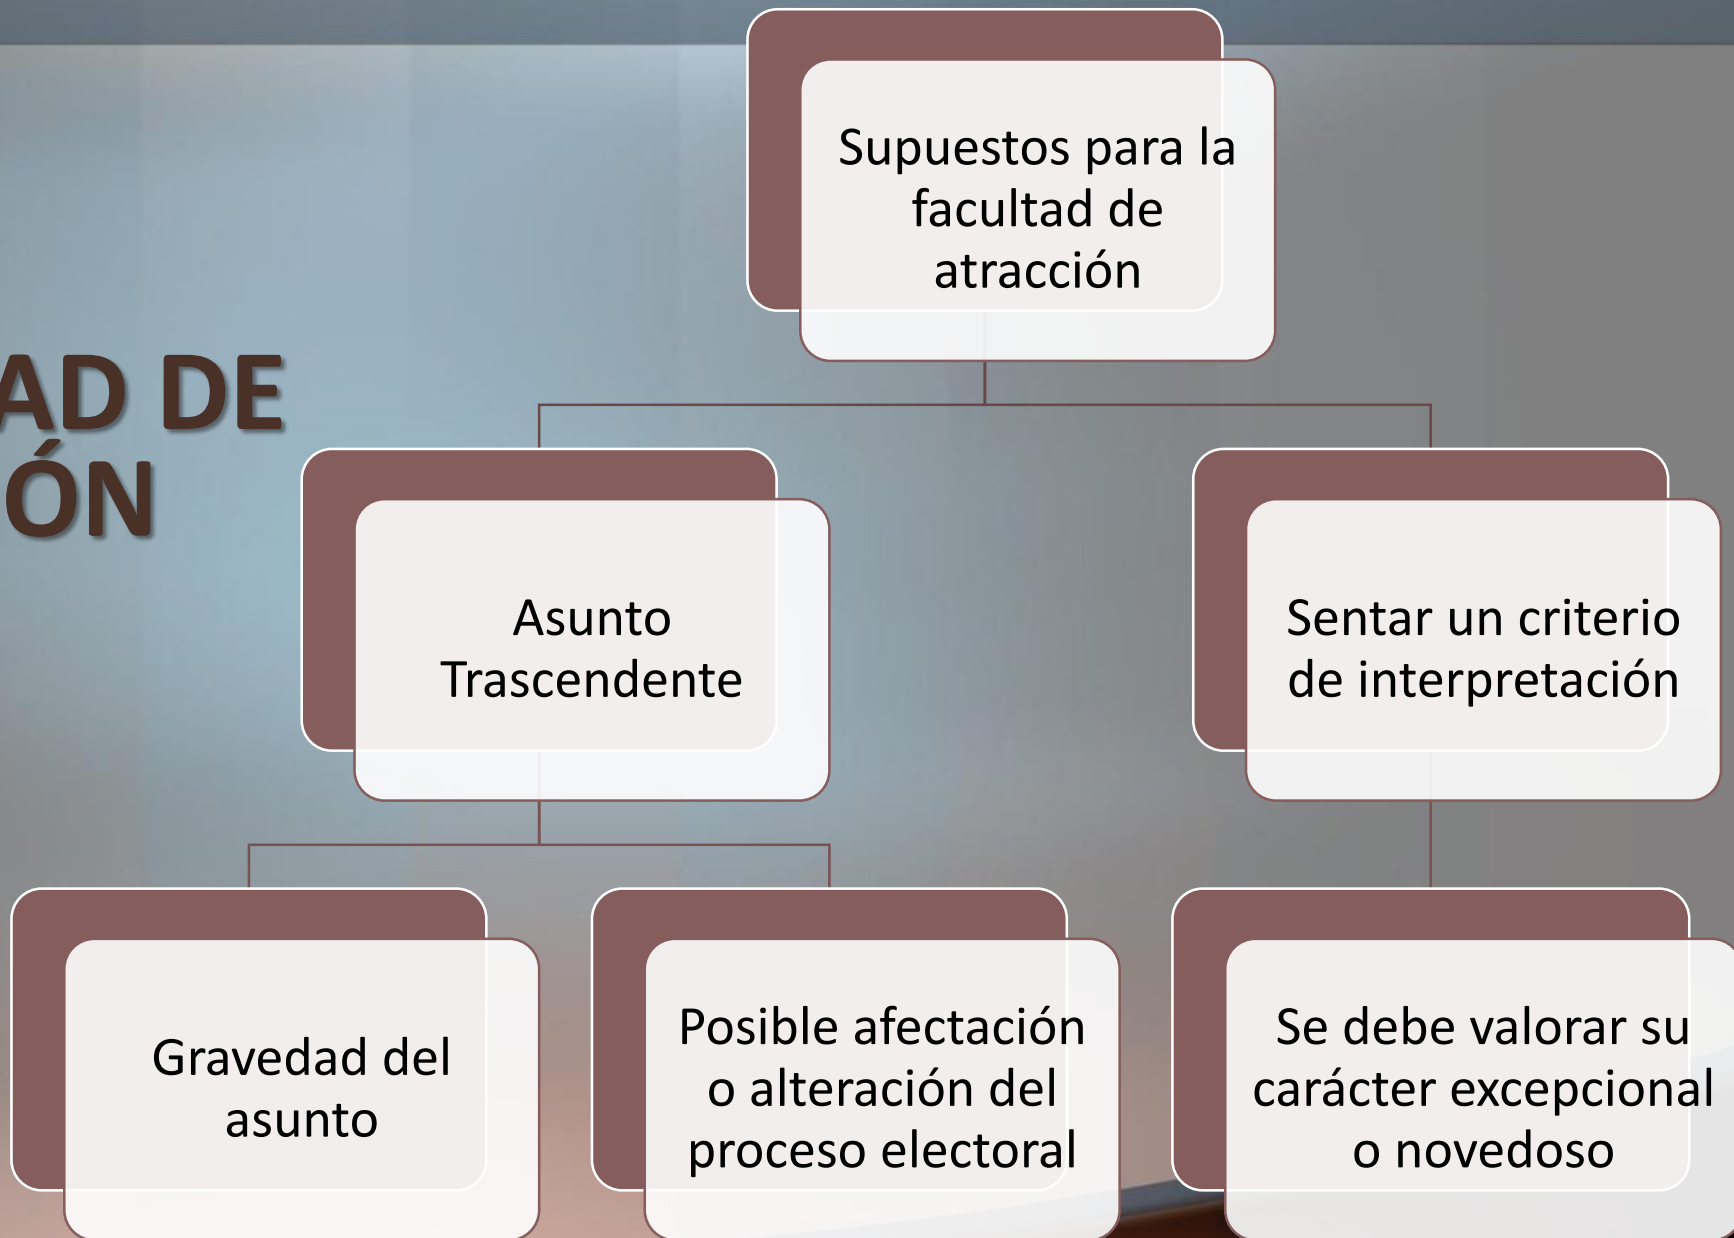 Supuestos para la
facultad de
atracción
AD DE
IÓN
Asunto
Trascendente
Sentar un criterio
de interpretación
Gravedad del
asunto
Posible afectación
o alteración del
proceso electoral
Se debe valorar su
carácter excepcional
o novedoso